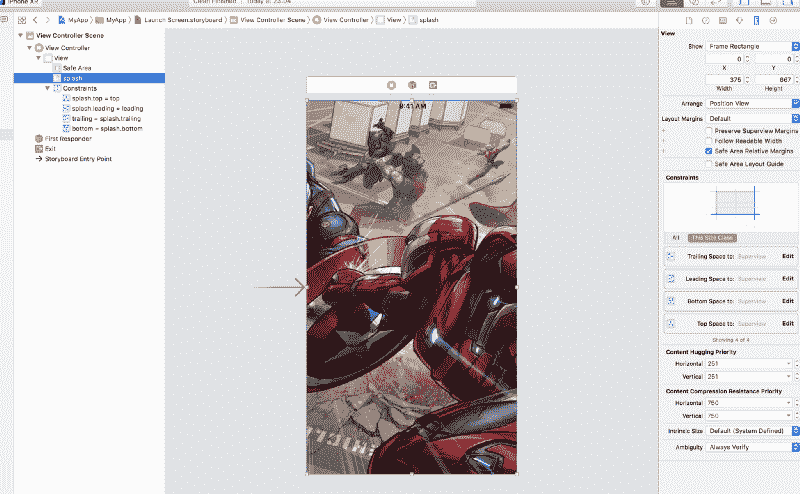 iPhone XR
Clean Finished Today at 23:04
MyApp
MyApp
Launch Screen.storyboard
View Controller Scene
View Controller
View
splash
View Controller Scene
View Controller
View
Safe Area
splash
Constraints
splash.top = top
splash.leading = leading
trailing = splash.trailing
bottom = splash.bottom
First Responder
Exit
Storyboard Entry Point
9:41 AM
View
Show Frame Rectangle
0 0
X Y
375 667
Width Height
Arrange Position View
Layout Margins Default
Preserve Superview Margins
Follow Readable Width
Safe Area Relative Margins
Safe Area Layout Guide
Constraints
All This Size Class
Trailing Space to: Superview Edit
Leading Space to: Superview Edit
Bottom Space to: Superview Edit
Top Space to: Superview Edit
Showing 4 of 4
Content Hugging Priority
Horizontal 251
Vertical 251
Content Compression Resistance Priority
Horizontal 750
Vertical 750
Intrinsic Size Default (System Defined)
Ambiguity Always Verify